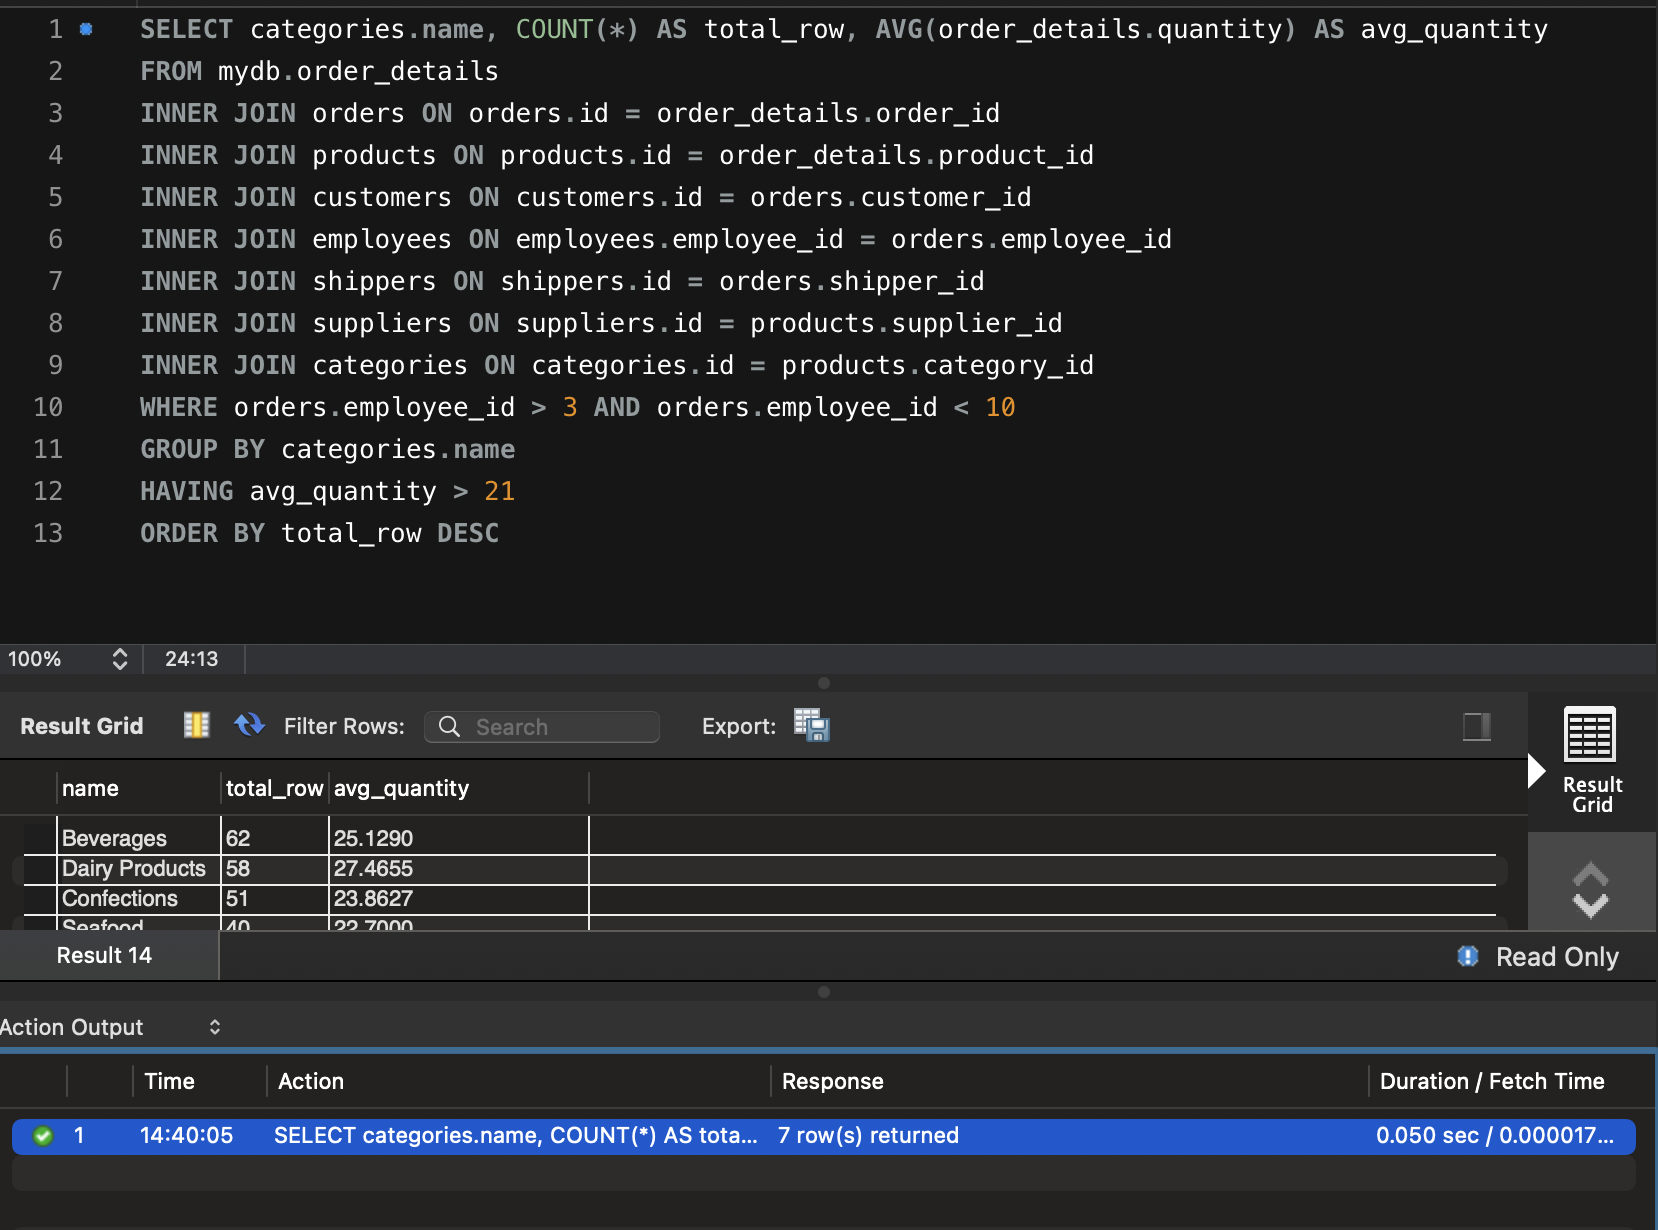 1 SELECT categories.name, COUNT(*) AS total_row, AVG(order_details.quantity) AS avg_quantity
2 FROM mydb.order_details
3 INNER JOIN orders ON orders.id = order_details.order_id
4 INNER JOIN products ON products.id = order_details.product_id
5 INNER JOIN customers ON customers.id = orders.customer_id
6 INNER JOIN employees ON employees.employee_id = orders.employee_id
7 INNER JOIN shippers ON shippers.id = orders.shipper_id
8 INNER JOIN suppliers ON suppliers.id = products.supplier_id
9 INNER JOIN categories ON categories.id = products.category_id
10 WHERE orders.employee_id > 3 AND orders.employee_id < 10
11 GROUP BY categories.name
12 HAVING avg_quantity > 21
13 ORDER BY total_row DESC
100% 24:13
Result Grid Filter Rows: Search Export:
Result
Grid
name total_row avg_quantity
Beverages 62 25.1290
Dairy Products 58 27.4655
Confections 51 23.8627
Seafood 40 22.7000
Result 14 Read Only
Action Output
Time Action Response Duration / Fetch Time
1 14:40:05 SELECT categories.name, COUNT(*) AS tota... 7 row(s) returned 0.050 sec / 0.000017...